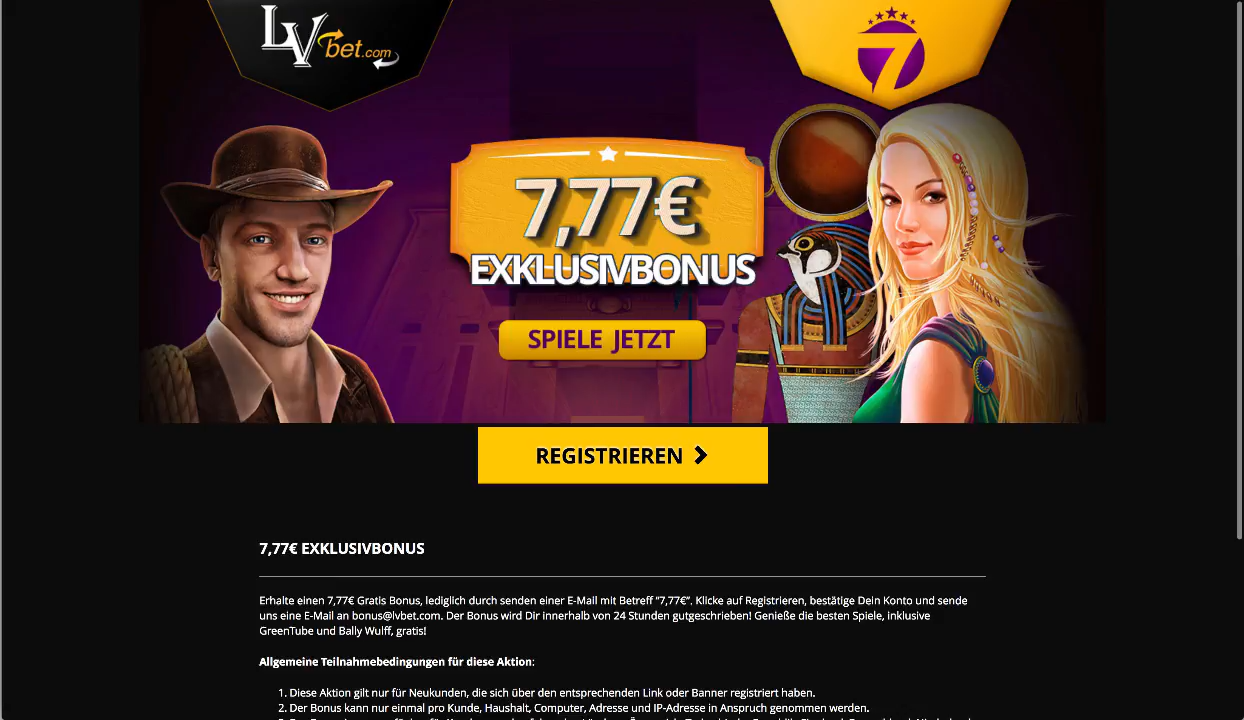 LV bet.com
7
7,77€
EXKLUSIVBONUS
SPIELE JETZT
REGISTRIEREN
7,77€ EXKLUSIVBONUS
Erhalte einen 7,77€ Gratis Bonus, lediglich durch senden einer E-Mail mit Betreff “7,77€”. Klicke auf Registrieren, bestätige Dein Konto und sende
uns eine E-Mail an bonus@lvbet.com. Der Bonus wird Dir innerhalb von 24 Stunden gutgeschrieben! Genieße die besten Spiele, inklusive
GreenTube und Bally Wulff, gratis!
Allgemeine Teilnahmebedingungen für diese Aktion:
1. Diese Aktion gilt nur für Neukunden, die sich über den entsprechenden Link oder Banner registriert haben.
2. Der Bonus kann nur einmal pro Kunde, Haushalt, Computer, Adresse und IP-Adresse in Anspruch genommen werden.